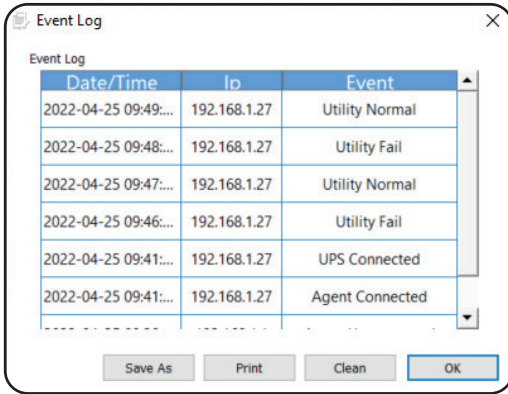 Event Log
Event Log
Date/Time Ip Event
2022-04-25 09:49:... 192.168.1.27 Utility Normal
2022-04-25 09:48:... 192.168.1.27 Utility Fail
2022-04-25 09:47:... 192.168.1.27 Utility Normal
2022-04-25 09:46:... 192.168.1.27 Utility Fail
2022-04-25 09:41:... 192.168.1.27 UPS Connected
2022-04-25 09:41:... 192.168.1.27 Agent Connected
Save As Print Clean OK